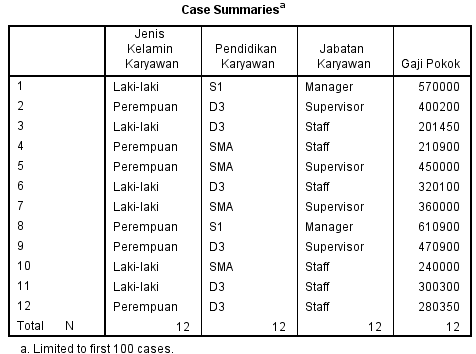 Case Summariesa
Jenis Kelamin Karyawan Pendidikan Karyawan Jabatan Karyawan Gaji Pokok
1 Laki-laki S1 Manager 570000
2 Perempuan D3 Supervisor 400200
3 Laki-laki D3 Staff 201450
4 Perempuan SMA Staff 210900
5 Perempuan SMA Supervisor 450000
6 Laki-laki D3 Staff 320100
7 Laki-laki SMA Supervisor 360000
8 Perempuan S1 Manager 610900
9 Perempuan D3 Supervisor 470900
10 Laki-laki SMA Staff 240000
11 Laki-laki D3 Staff 300300
12 Perempuan D3 Staff 280350
Total N 12 12 12 12
a. Limited to first 100 cases.